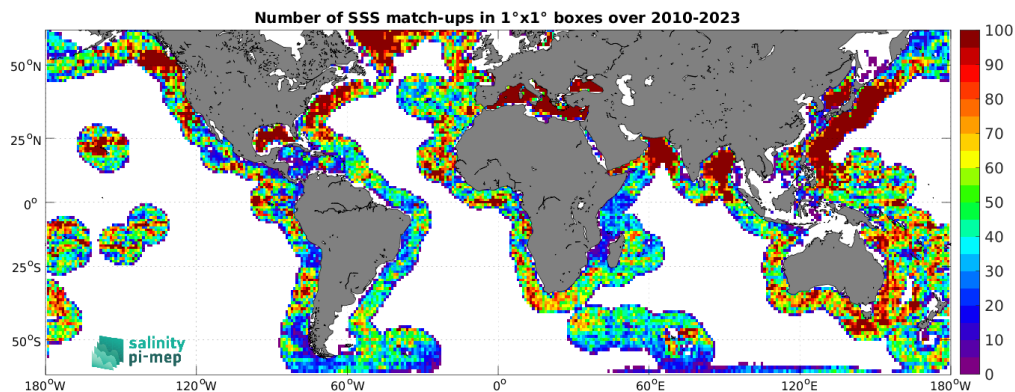 Number of SSS match-ups in 1°x1° boxes over 2010-2023
50°N
25°N
0°
25°S
50°S
180°W
120°W
60°W
0°
60°E
120°E
180°W
100
90
80
70
60
50
40
30
20
10
0
salinity
pi-mep